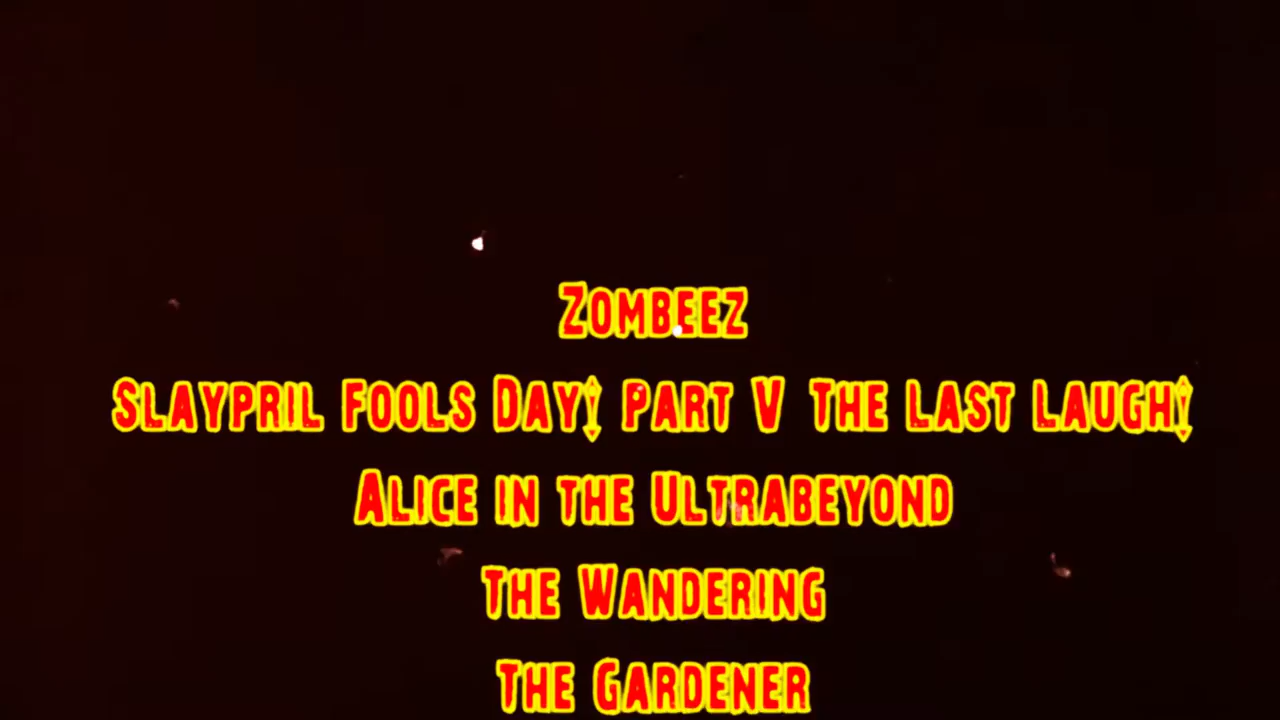 Zombeez
Slaypril Fools Day! Part V The Last Laugh!
Alice in the Ultrabeyond
The Wandering
The Gardener